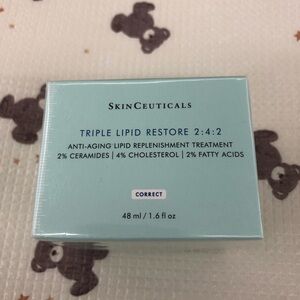 SKINCEUTICALS
TRIPLE LIPID RESTORE 2:4:2
ANTI-AGING LIPID REPLENISHMENT TREATMENT
2% CERAMIDES | 4% CHOLESTEROL | 2% FATTY ACIDS
CORRECT
48 ml / 1.6 fl oz